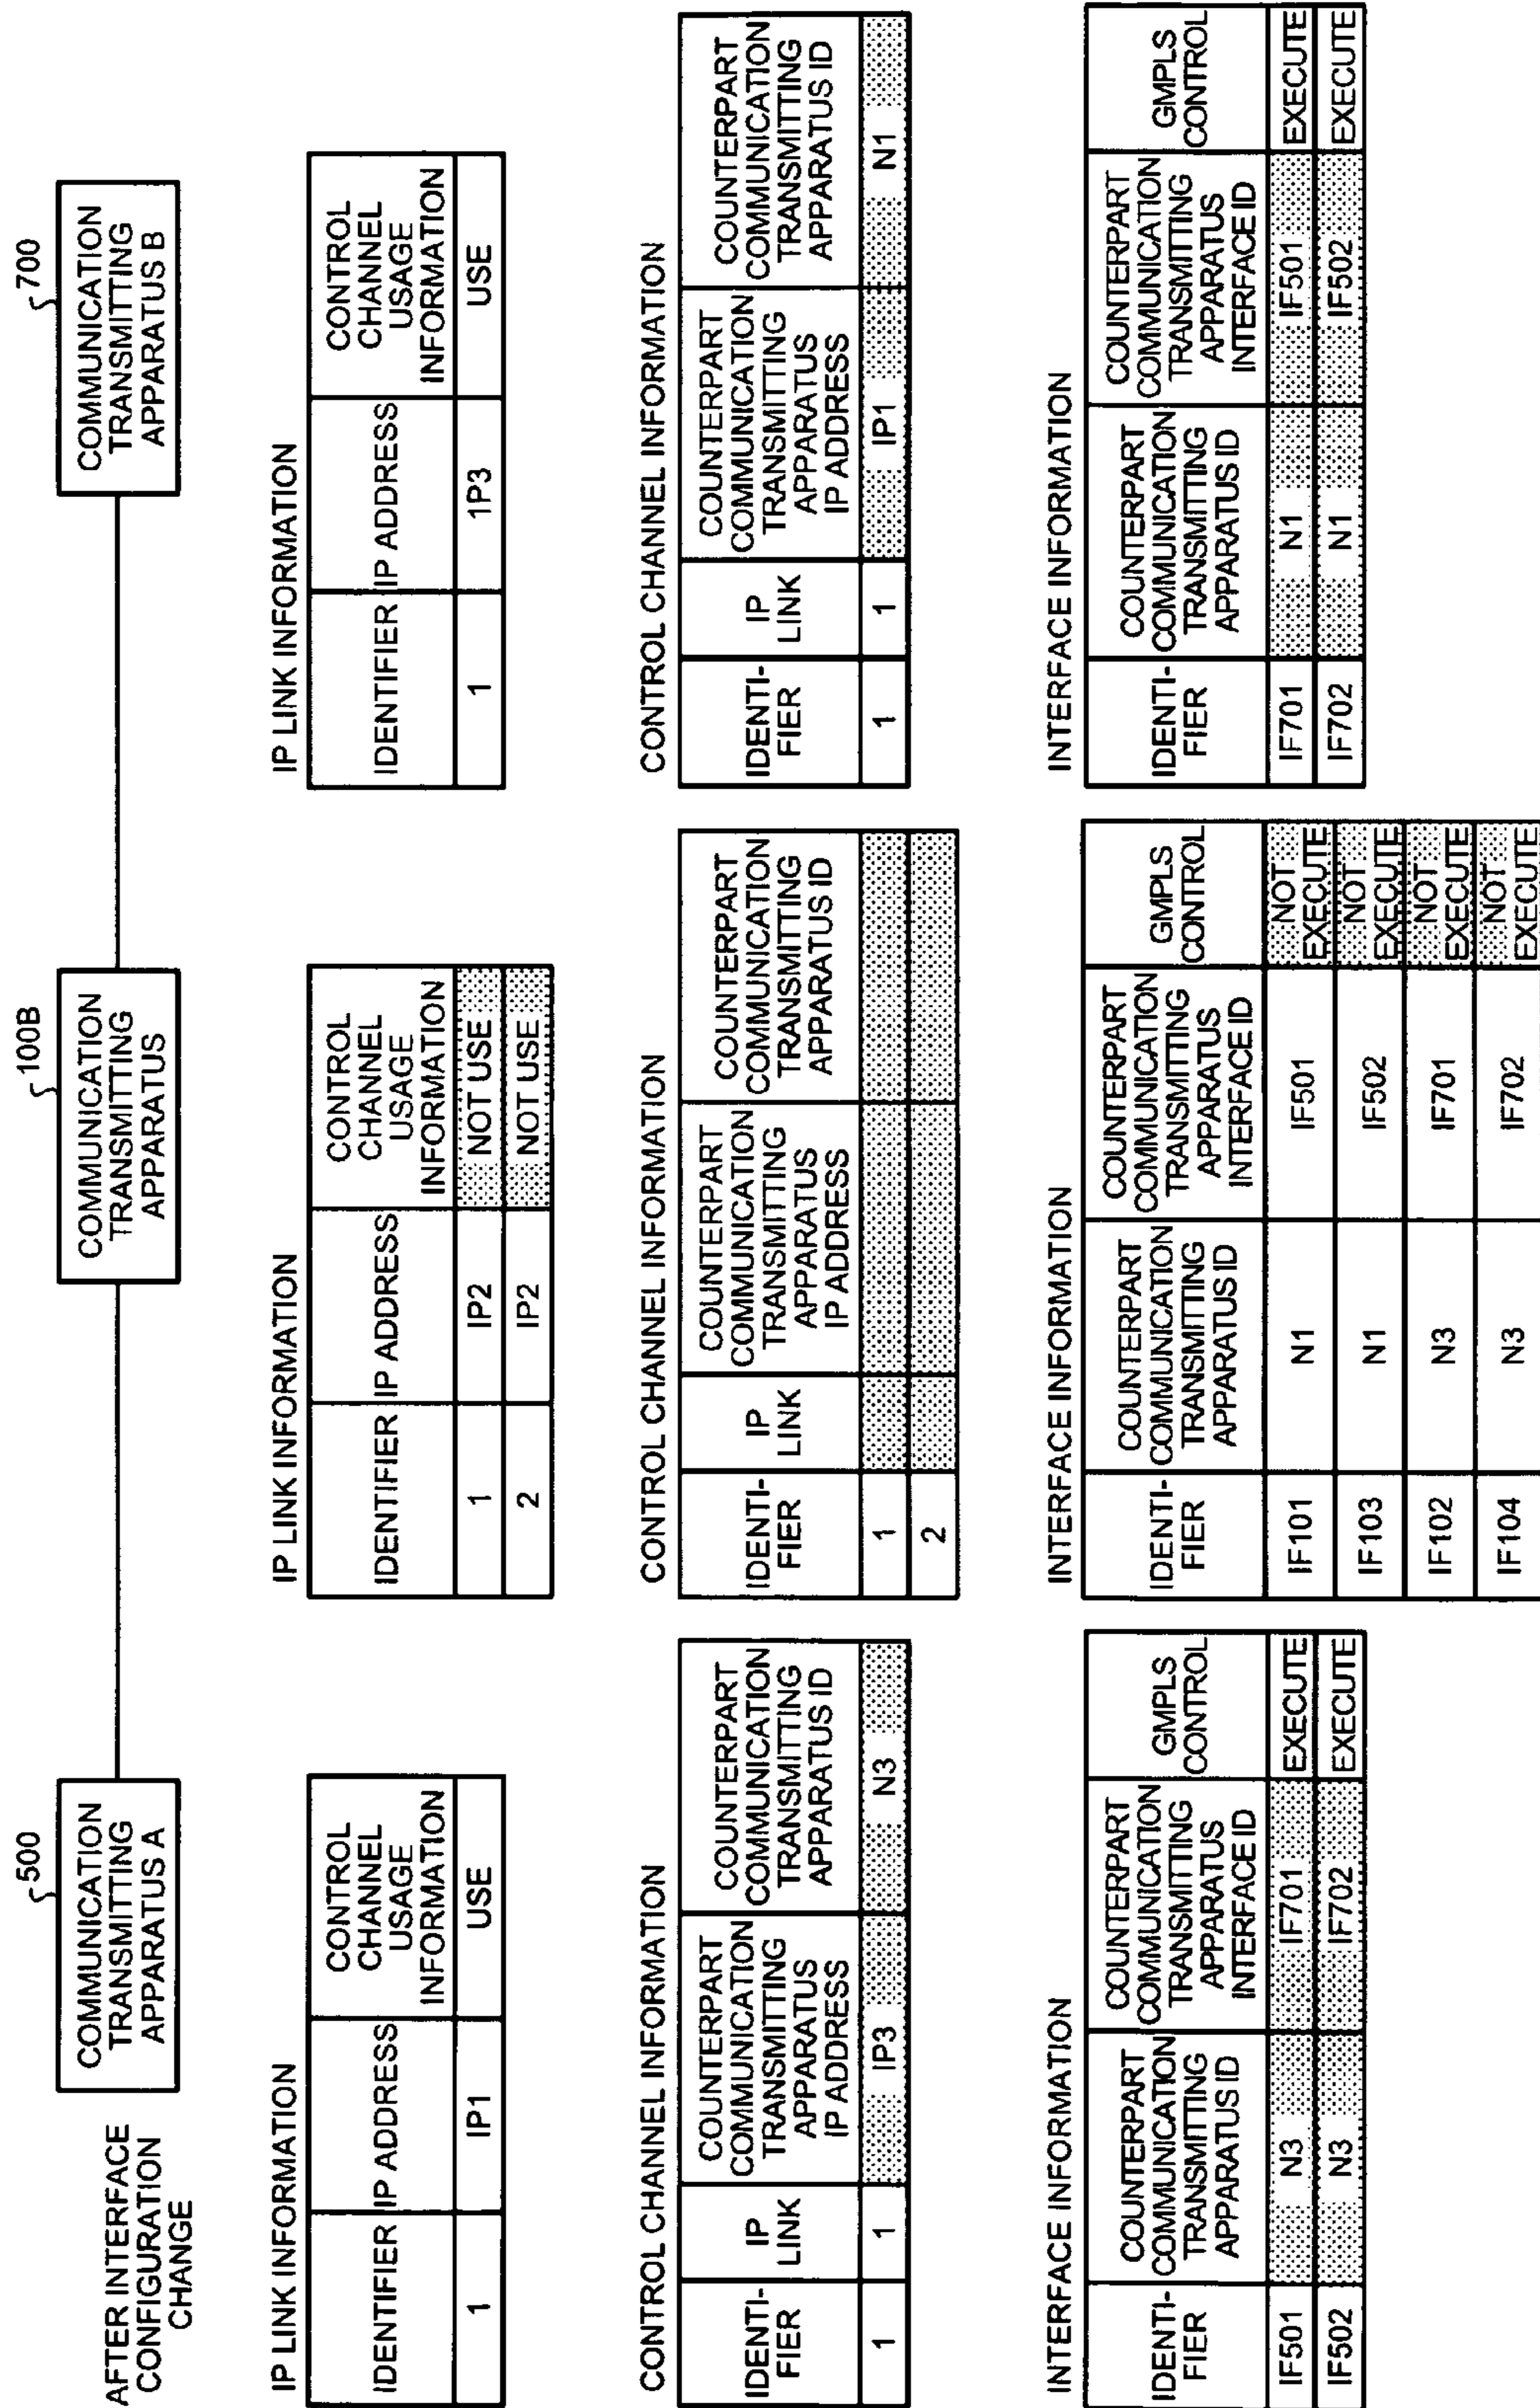 AFTER INTERFACE
CONFIGURATION
CHANGE
500
COMMUNICATION
TRANSMITTING
APPARATUS A
100B
COMMUNICATION
TRANSMITTING
APPARATUS
700
COMMUNICATION
TRANSMITTING
APPARATUS B
IP LINK INFORMATION
IDENTIFIER
IP ADDRESS
CONTROL
CHANNEL
USAGE
INFORMATION
1
IP1
USE
IP LINK INFORMATION
IDENTIFIER
IP ADDRESS
CONTROL
CHANNEL
USAGE
INFORMATION
1
IP2
NOT USE
2
IP2
NOT USE
IP LINK INFORMATION
IDENTIFIER
IP ADDRESS
CONTROL
CHANNEL
USAGE
INFORMATION
1
1P3
USE
CONTROL CHANNEL INFORMATION
IDENTI-
FIER
IP
LINK
COUNTERPART
COMMUNICATION
TRANSMITTING
APPARATUS
IP ADDRESS
COUNTERPART
COMMUNICATION
TRANSMITTING
APPARATUS ID
1
1
IP3
N3
CONTROL CHANNEL INFORMATION
IDENTI-
FIER
IP
LINK
COUNTERPART
COMMUNICATION
TRANSMITTING
APPARATUS
IP ADDRESS
COUNTERPART
COMMUNICATION
TRANSMITTING
APPARATUS ID
1
2
CONTROL CHANNEL INFORMATION
IDENTI-
FIER
IP
LINK
COUNTERPART
COMMUNICATION
TRANSMITTING
APPARATUS
IP ADDRESS
COUNTERPART
COMMUNICATION
TRANSMITTING
APPARATUS ID
1
1
IP1
N1
INTERFACE INFORMATION
IDENTI-
FIER
COUNTERPART
COMMUNICATION
TRANSMITTING
APPARATUS ID
COUNTERPART
COMMUNICATION
TRANSMITTING
APPARATUS
INTERFACE ID
GMPLS
CONTROL
IF501
N3
IF701
EXECUTE
IF502
N3
IF702
EXECUTE
INTERFACE INFORMATION
IDENTI-
FIER
COUNTERPART
COMMUNICATION
TRANSMITTING
APPARATUS ID
COUNTERPART
COMMUNICATION
TRANSMITTING
APPARATUS
INTERFACE ID
GMPLS
CONTROL
IF101
N1
IF501
NOT
EXECUTE
IF103
N1
IF502
NOT
EXECUTE
IF102
N3
IF701
NOT
EXECUTE
IF104
N3
IF702
NOT
EXECUTE
INTERFACE INFORMATION
IDENTI-
FIER
COUNTERPART
COMMUNICATION
TRANSMITTING
APPARATUS ID
COUNTERPART
COMMUNICATION
TRANSMITTING
APPARATUS
INTERFACE ID
GMPLS
CONTROL
IF701
N1
IF501
EXECUTE
IF702
N1
IF502
EXECUTE